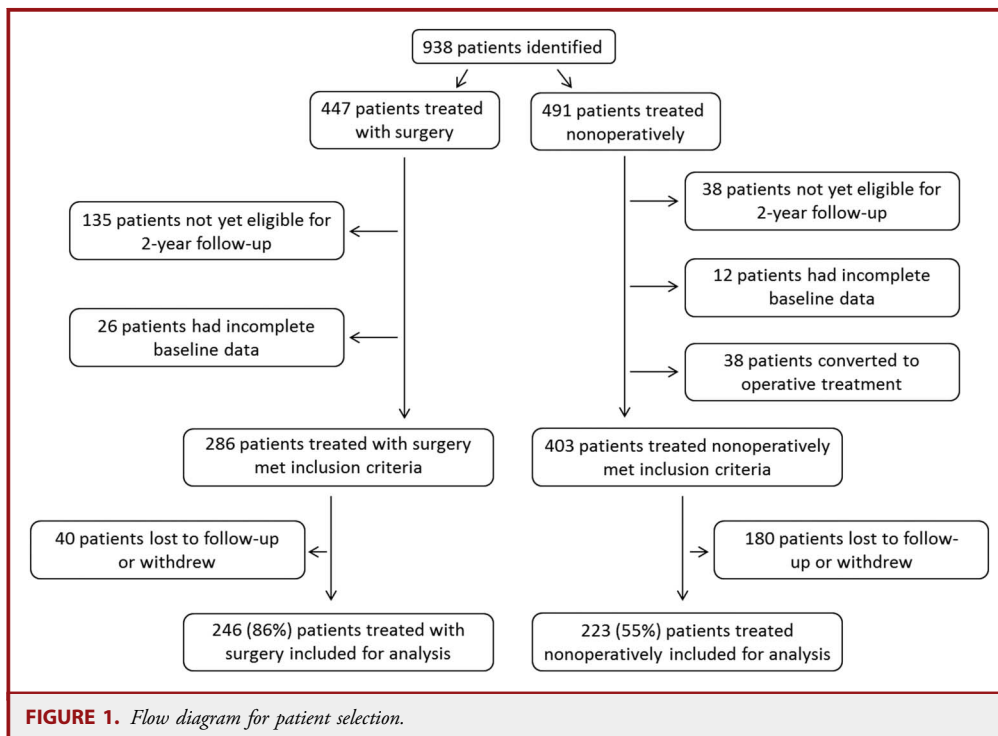 938 patients identified
447 patients treated
with surgery
491 patients treated
nonoperatively
38 patients not yet eligible for
2-year follow-up
135 patients not yet eligible for
2-year follow-up
12 patients had incomplete
baseline data
26 patients had incomplete
baseline data
38 patients converted to
operative treatment
286 patients treated with surgery
met inclusion criteria
403 patients treated nonoperatively
met inclusion criteria
40 patients lost to follow-up
or withdrew
180 patients lost to follow-
up or withdrew
246 (86%) patients treated with
surgery included for analysis
223 (55%) patients treated
nonoperatively included for analysis
FIGURE 1. Flow diagram for patient selection.